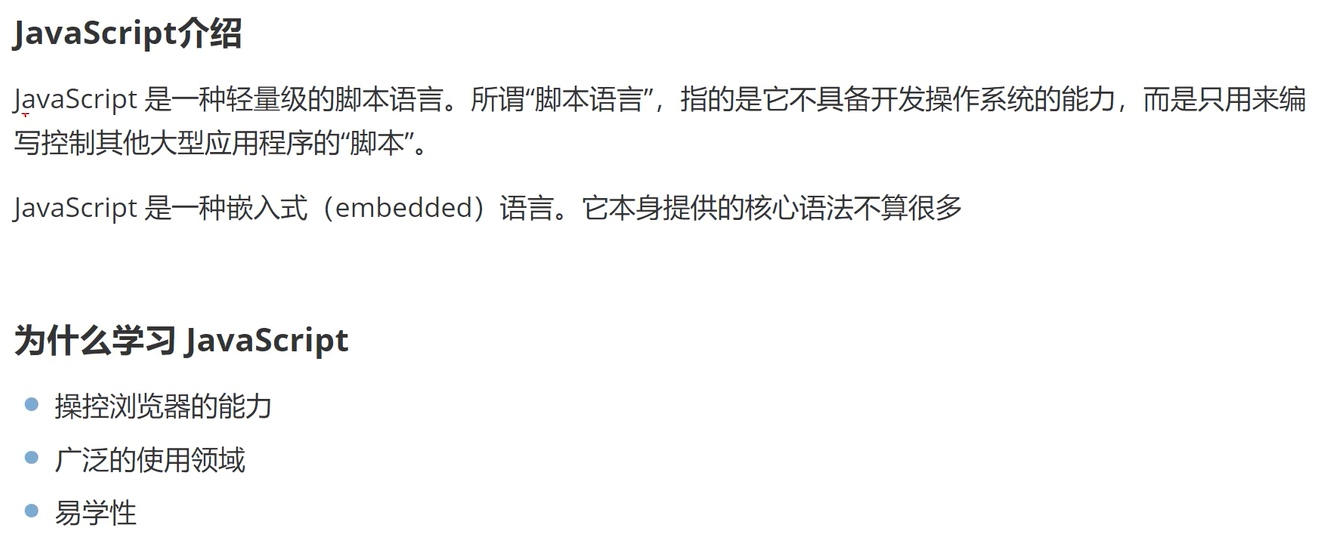 JavaScript介绍
JavaScript 是一种轻量级的脚本语言。所谓“脚本语言”，指的是它不具备开发操作系统的能力，而是只用来编
写控制其他大型应用程序的“脚本”。
JavaScript 是一种嵌入式（embedded）语言。它本身提供的核心语法不算很多
为什么学习 JavaScript
操控浏览器的能力
广泛的使用领域
易学性